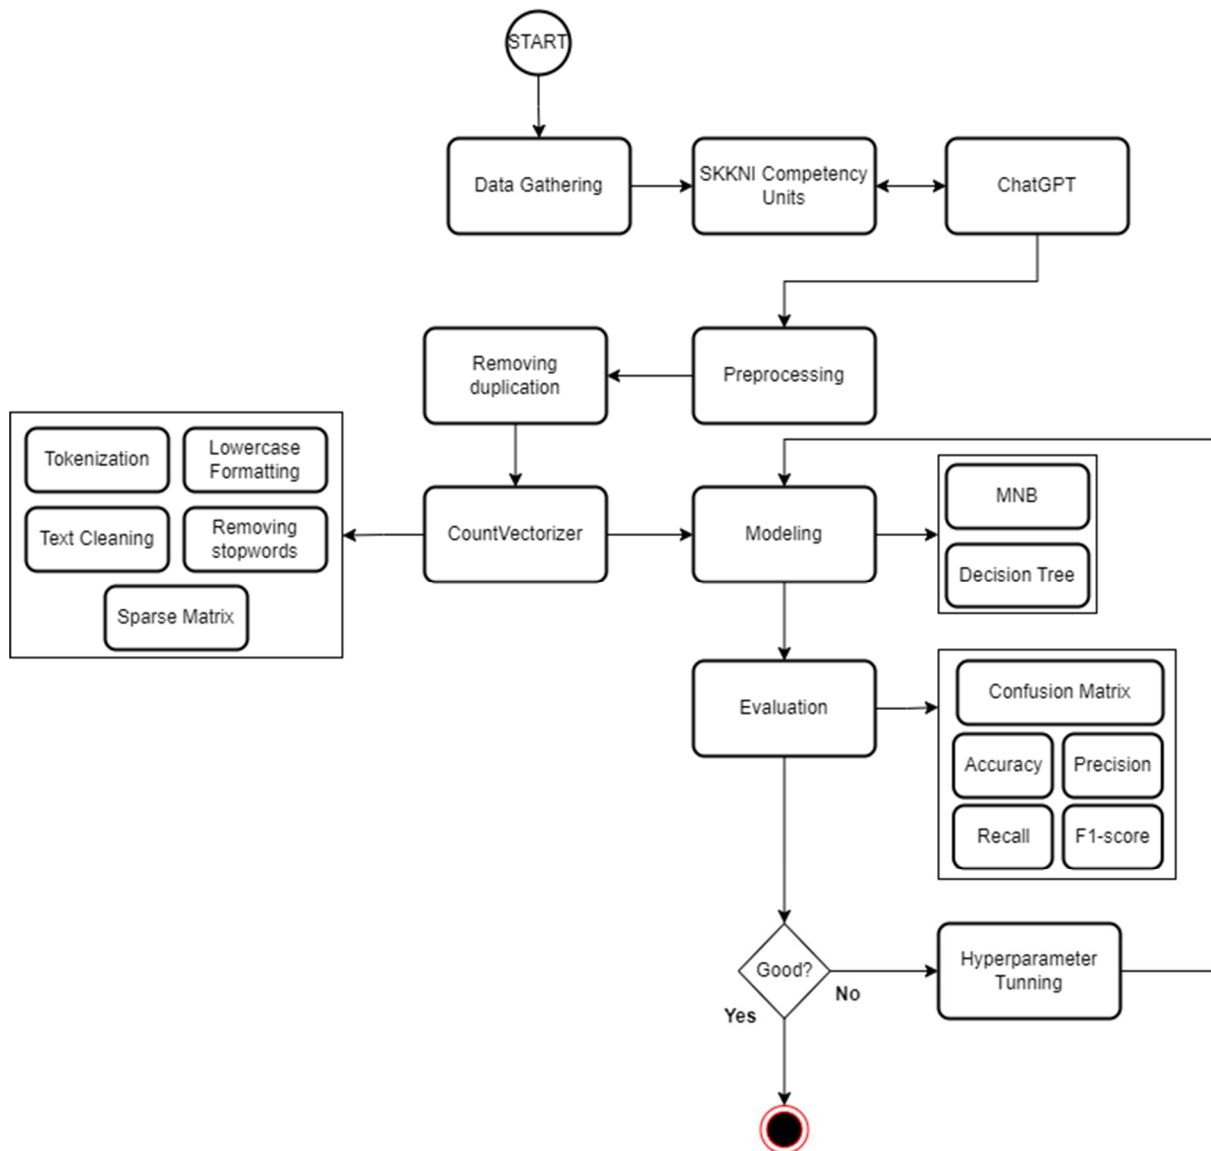 START
Data Gathering
SKKNI Competency
Units
ChatGPT
Removing
duplication
Preprocessing
Tokenization
Lowercase
Formatting
Text Cleaning
Removing
stopwords
Sparse Matrix
CountVectorizer
Modeling
MNB
Decision Tree
Evaluation
Confusion Matrix
Accuracy
Precision
Recall
F1-score
Good?
No
Yes
Hyperparameter
Tunning